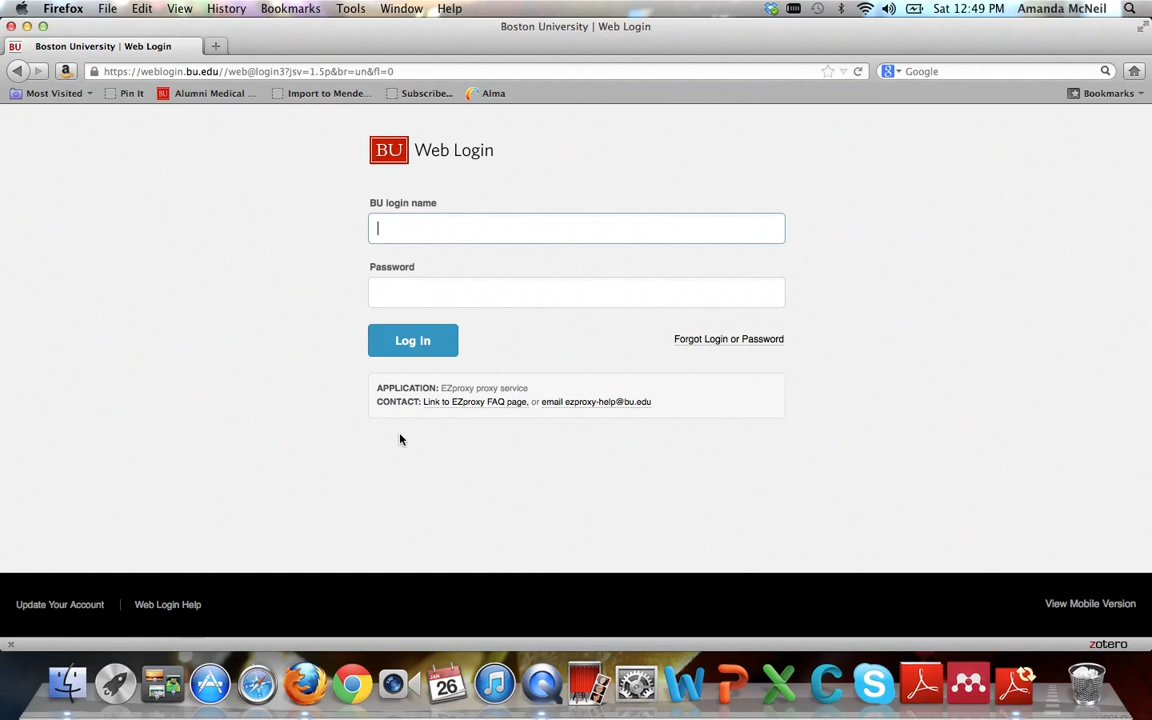 Firefox File Edit View History Bookmarks Tools Window Help Sat 12:49 PM Amanda McNeil
Boston University | Web Login
BU Boston University | Web Login
a https://weblogin.bu.edu//web@login3?jsv=1.5p&br=un&fl=0 Google
Most Visited Pin It BU Alumni Medical ... Import to Mende... Subscribe... Alma Bookmarks
BU Web Login
BU login name
Password
Log In Forgot Login or Password
APPLICATION: EZproxy proxy service
CONTACT: Link to EZproxy FAQ page, or email ezproxy-help@bu.edu
Update Your Account | Web Login Help View Mobile Version
zotero
JAN 26 W P X C S